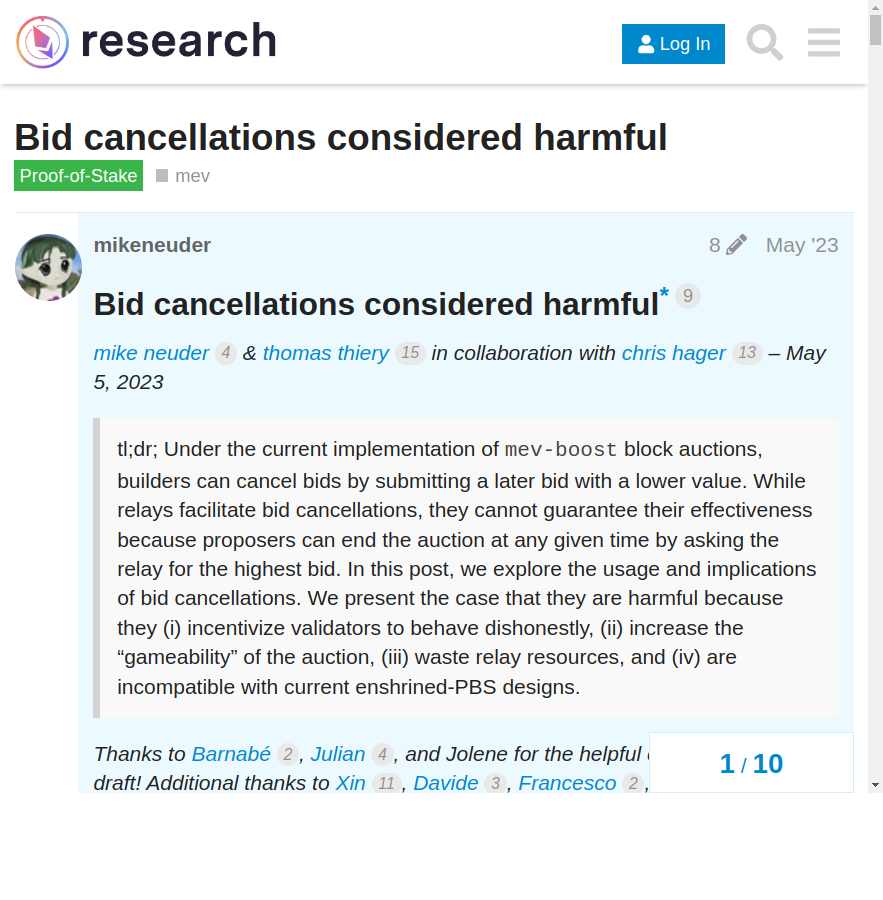 research
Log In
Bid cancellations considered harmful
Proof-of-Stake mev
mikeneuder 8 May '23
Bid cancellations considered harmful* 9
mike neuder 4 & thomas thiery 15 in collaboration with chris hager 13 – May
5, 2023
tl;dr; Under the current implementation of mev-boost block auctions,
builders can cancel bids by submitting a later bid with a lower value. While
relays facilitate bid cancellations, they cannot guarantee their effectiveness
because proposers can end the auction at any given time by asking the
relay for the highest bid. In this post, we explore the usage and implications
of bid cancellations. We present the case that they are harmful because
they (i) incentivize validators to behave dishonestly, (ii) increase the
“gameability” of the auction, (iii) waste relay resources, and (iv) are
incompatible with current enshrined-PBS designs.
Thanks to Barnabé 2, Julian 4, and Jolene for the helpful
draft! Additional thanks to Xin 11, Davide 3, Francesco 2,
1 / 10